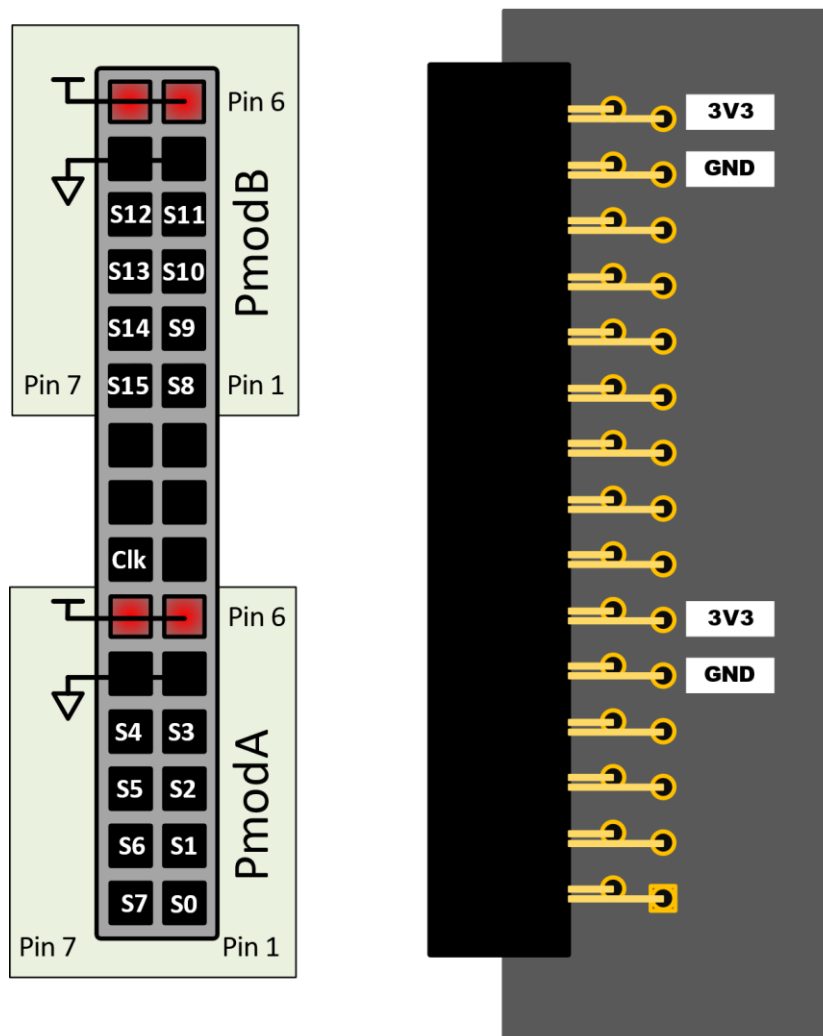 Pin 6
S12 S11
S13 S10
S14 S9
Pin 7 S15 S8 Pin 1
PmodB
Clk
Pin 6
S4 S3
S5 S2
S6 S1
S7 S0
Pin 7 Pin 1
PmodA
3V3
GND
3V3
GND